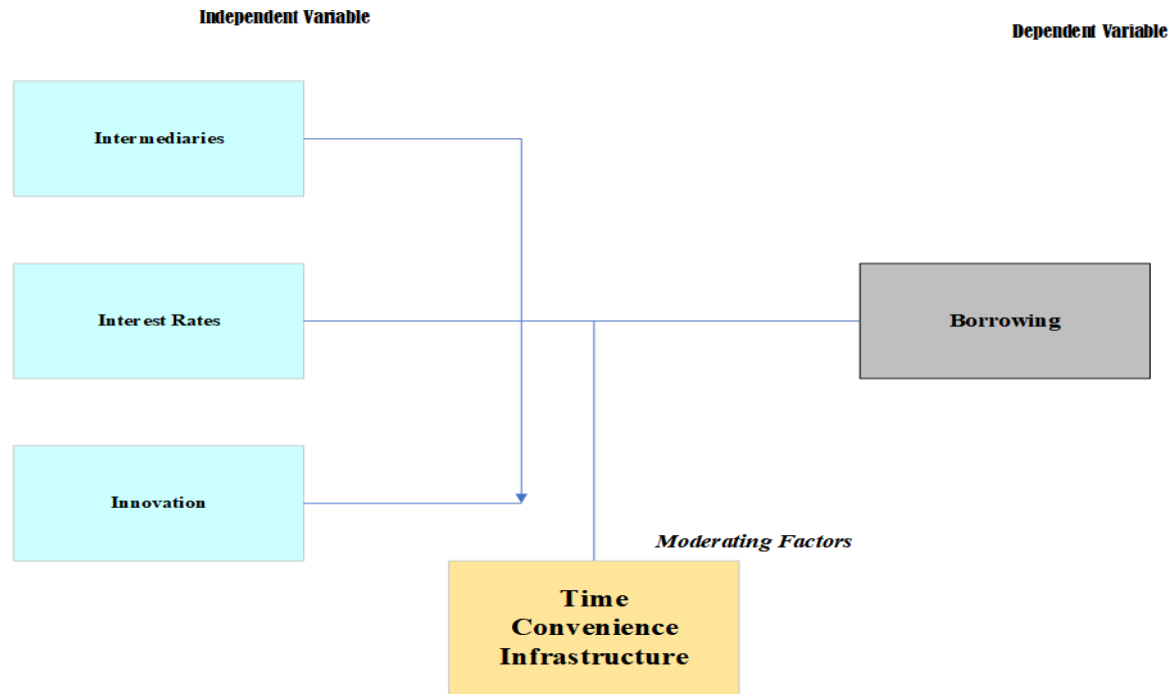 Independent Variable
Dependent Variable
Intermediaries
Interest Rates
Borrowing
Innovation
Moderating Factors
Time
Convenience
Infrastructure